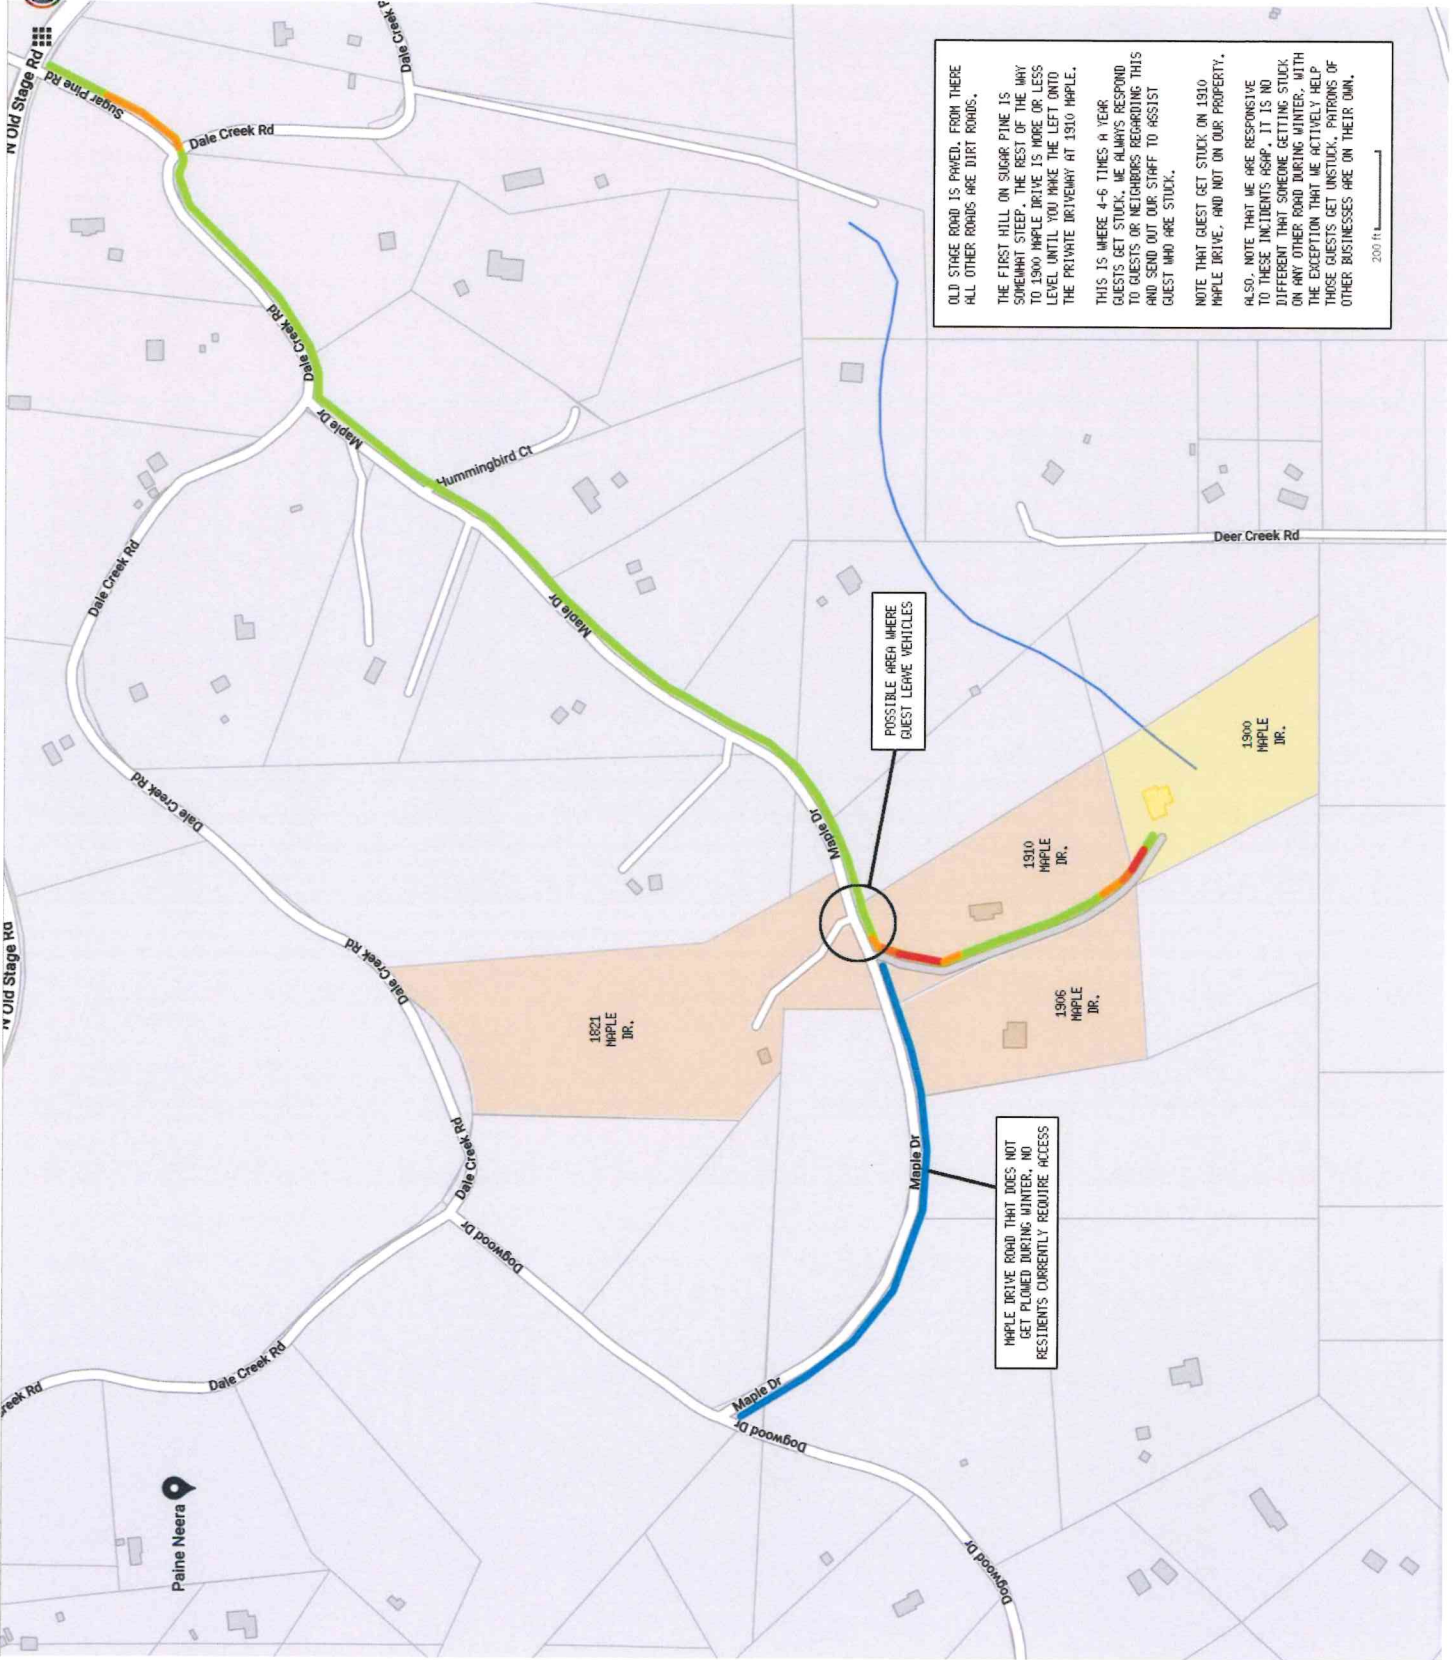 N Old Stage Rd
Sugar Pine Rd
Dale Creek Rd
Dale Creek
Dale Creek Rd
Dale Creek Rd
Maple Dr
Hummingbird Ct
Dale Creek Rd
Maple Dr
Deer Creek Rd
Dale Creek Rd
Dale Creek
N Old Stage Rd
Maple Dr
Dale Creek Rd
Dale Creek
Dale Creek Rd
Dogwood Dr
Maple Dr
Dale Creek Rd
reek Rd
Maple Dr
Dogwood Dr
Dogwood Dr
Paine Neera
OLD STAGE ROAD IS PAVED. FROM THERE
ALL OTHER ROADS ARE DIRT ROADS.
THE FIRST HILL ON SUGAR PINE IS
SOMEWHAT STEEP. THE REST OF THE WAY
TO 1900 MAPLE DRIVE IS MORE OR LESS
LEVEL UNTIL YOU MAKE THE LEFT ONTO
THE PRIVATE DRIVEWAY AT 1910 MAPLE.
THIS IS WHERE 4-6 TIMES A YEAR
GUESTS GET STUCK. WE ALWAYS RESPOND
TO GUESTS OR NEIGHBORS REGARDING THIS
AND SEND OUT OUR STAFF TO ASSIST
GUEST WHO ARE STUCK.
NOTE THAT GUEST GET STUCK ON 1910
MAPLE DRIVE, AND NOT ON OUR PROPERTY.
ALSO, NOTE THAT WE ARE RESPONSIVE
TO THESE INCIDENTS ASAP. IT IS NO
DIFFERENT THAT SOMEONE GETTING STUCK
ON ANY OTHER ROAD DURING WINTER, WITH
THE EXCEPTION THAT WE ACTIVELY HELP
THOSE GUESTS GET UNSTUCK. PATRONS OF
OTHER BUSINESSES ARE ON THEIR OWN.
200 ft
POSSIBLE AREA WHERE
GUEST LEAVE VEHICLES
1900
MAPLE
DR.
1910
MAPLE
DR.
1906
MAPLE
DR.
1821
MAPLE
DR.
MAPLE DRIVE ROAD THAT DOES NOT
GET PLOWED DURING WINTER. NO
RESIDENTS CURRENTLY REQUIRE ACCESS